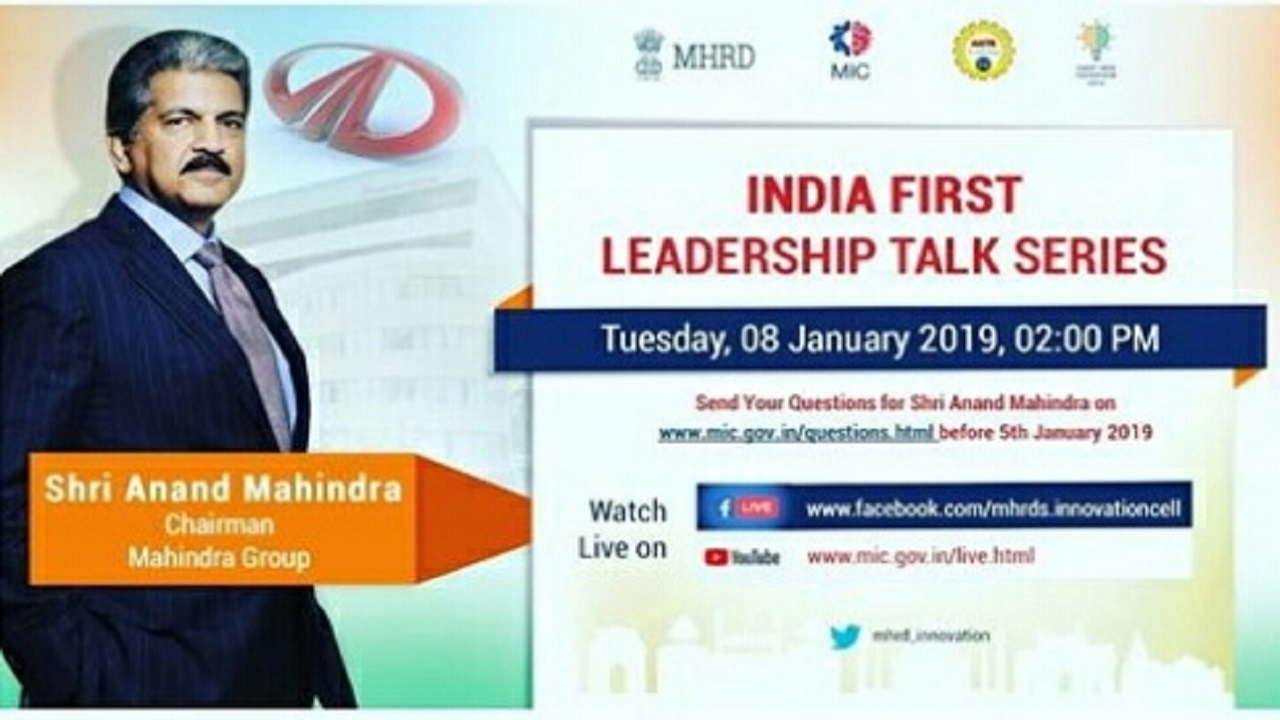 MHRD
MIC
INDIA FIRST
LEADERSHIP TALK SERIES
Tuesday, 08 January 2019, 02:00 PM
Send Your Questions for Shri Anand Mahindra on
www.mic.gov.in/questions.html before 5th January 2019
Shri Anand Mahindra
Chairman
Mahindra Group
Watch
Live on
f LIVE www.facebook.com/mhrds.innovationcell
YouTube www.mic.gov.in/live.html
mhrd_innovation